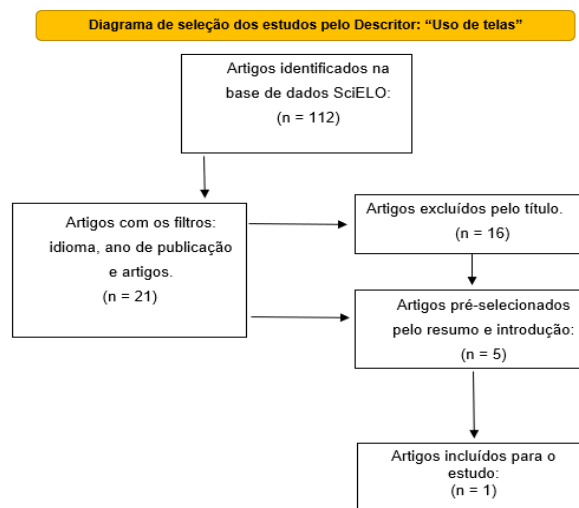 Diagrama de seleção dos estudos pelo Descritor: “Uso de telas”
Artigos identificados na
base de dados SciELO:
(n = 112)
Artigos com os filtros:
idioma, ano de publicação
e artigos.
(n = 21)
Artigos excluídos pelo título.
(n = 16)
Artigos pré-selecionados
pelo resumo e introdução:
(n = 5)
Artigos incluídos para o
estudo:
(n = 1)